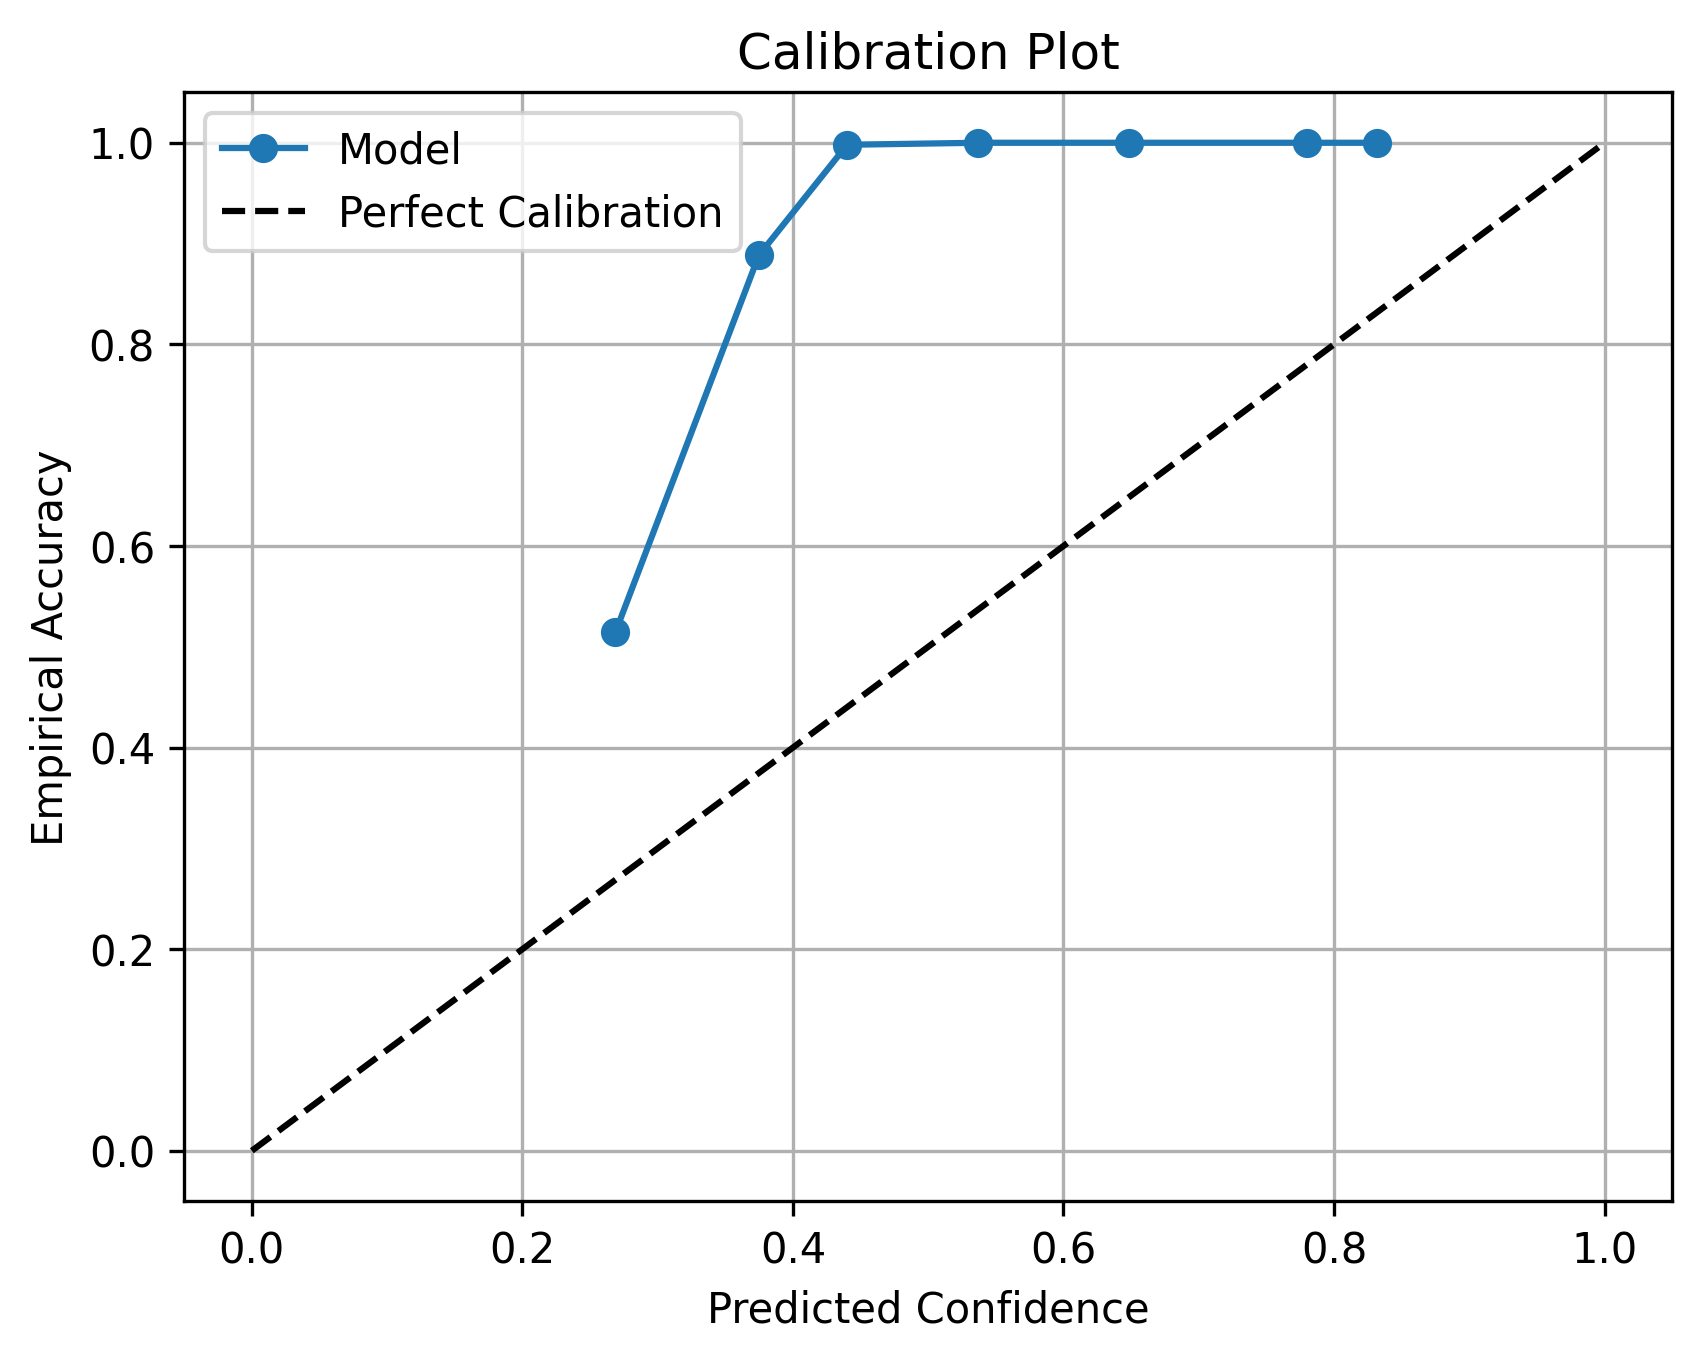 Calibration Plot
Model
Perfect Calibration
1.0
0.8
0.6
0.4
0.2
0.0
Empirical Accuracy
0.0 0.2 0.4 0.6 0.8 1.0
Predicted Confidence